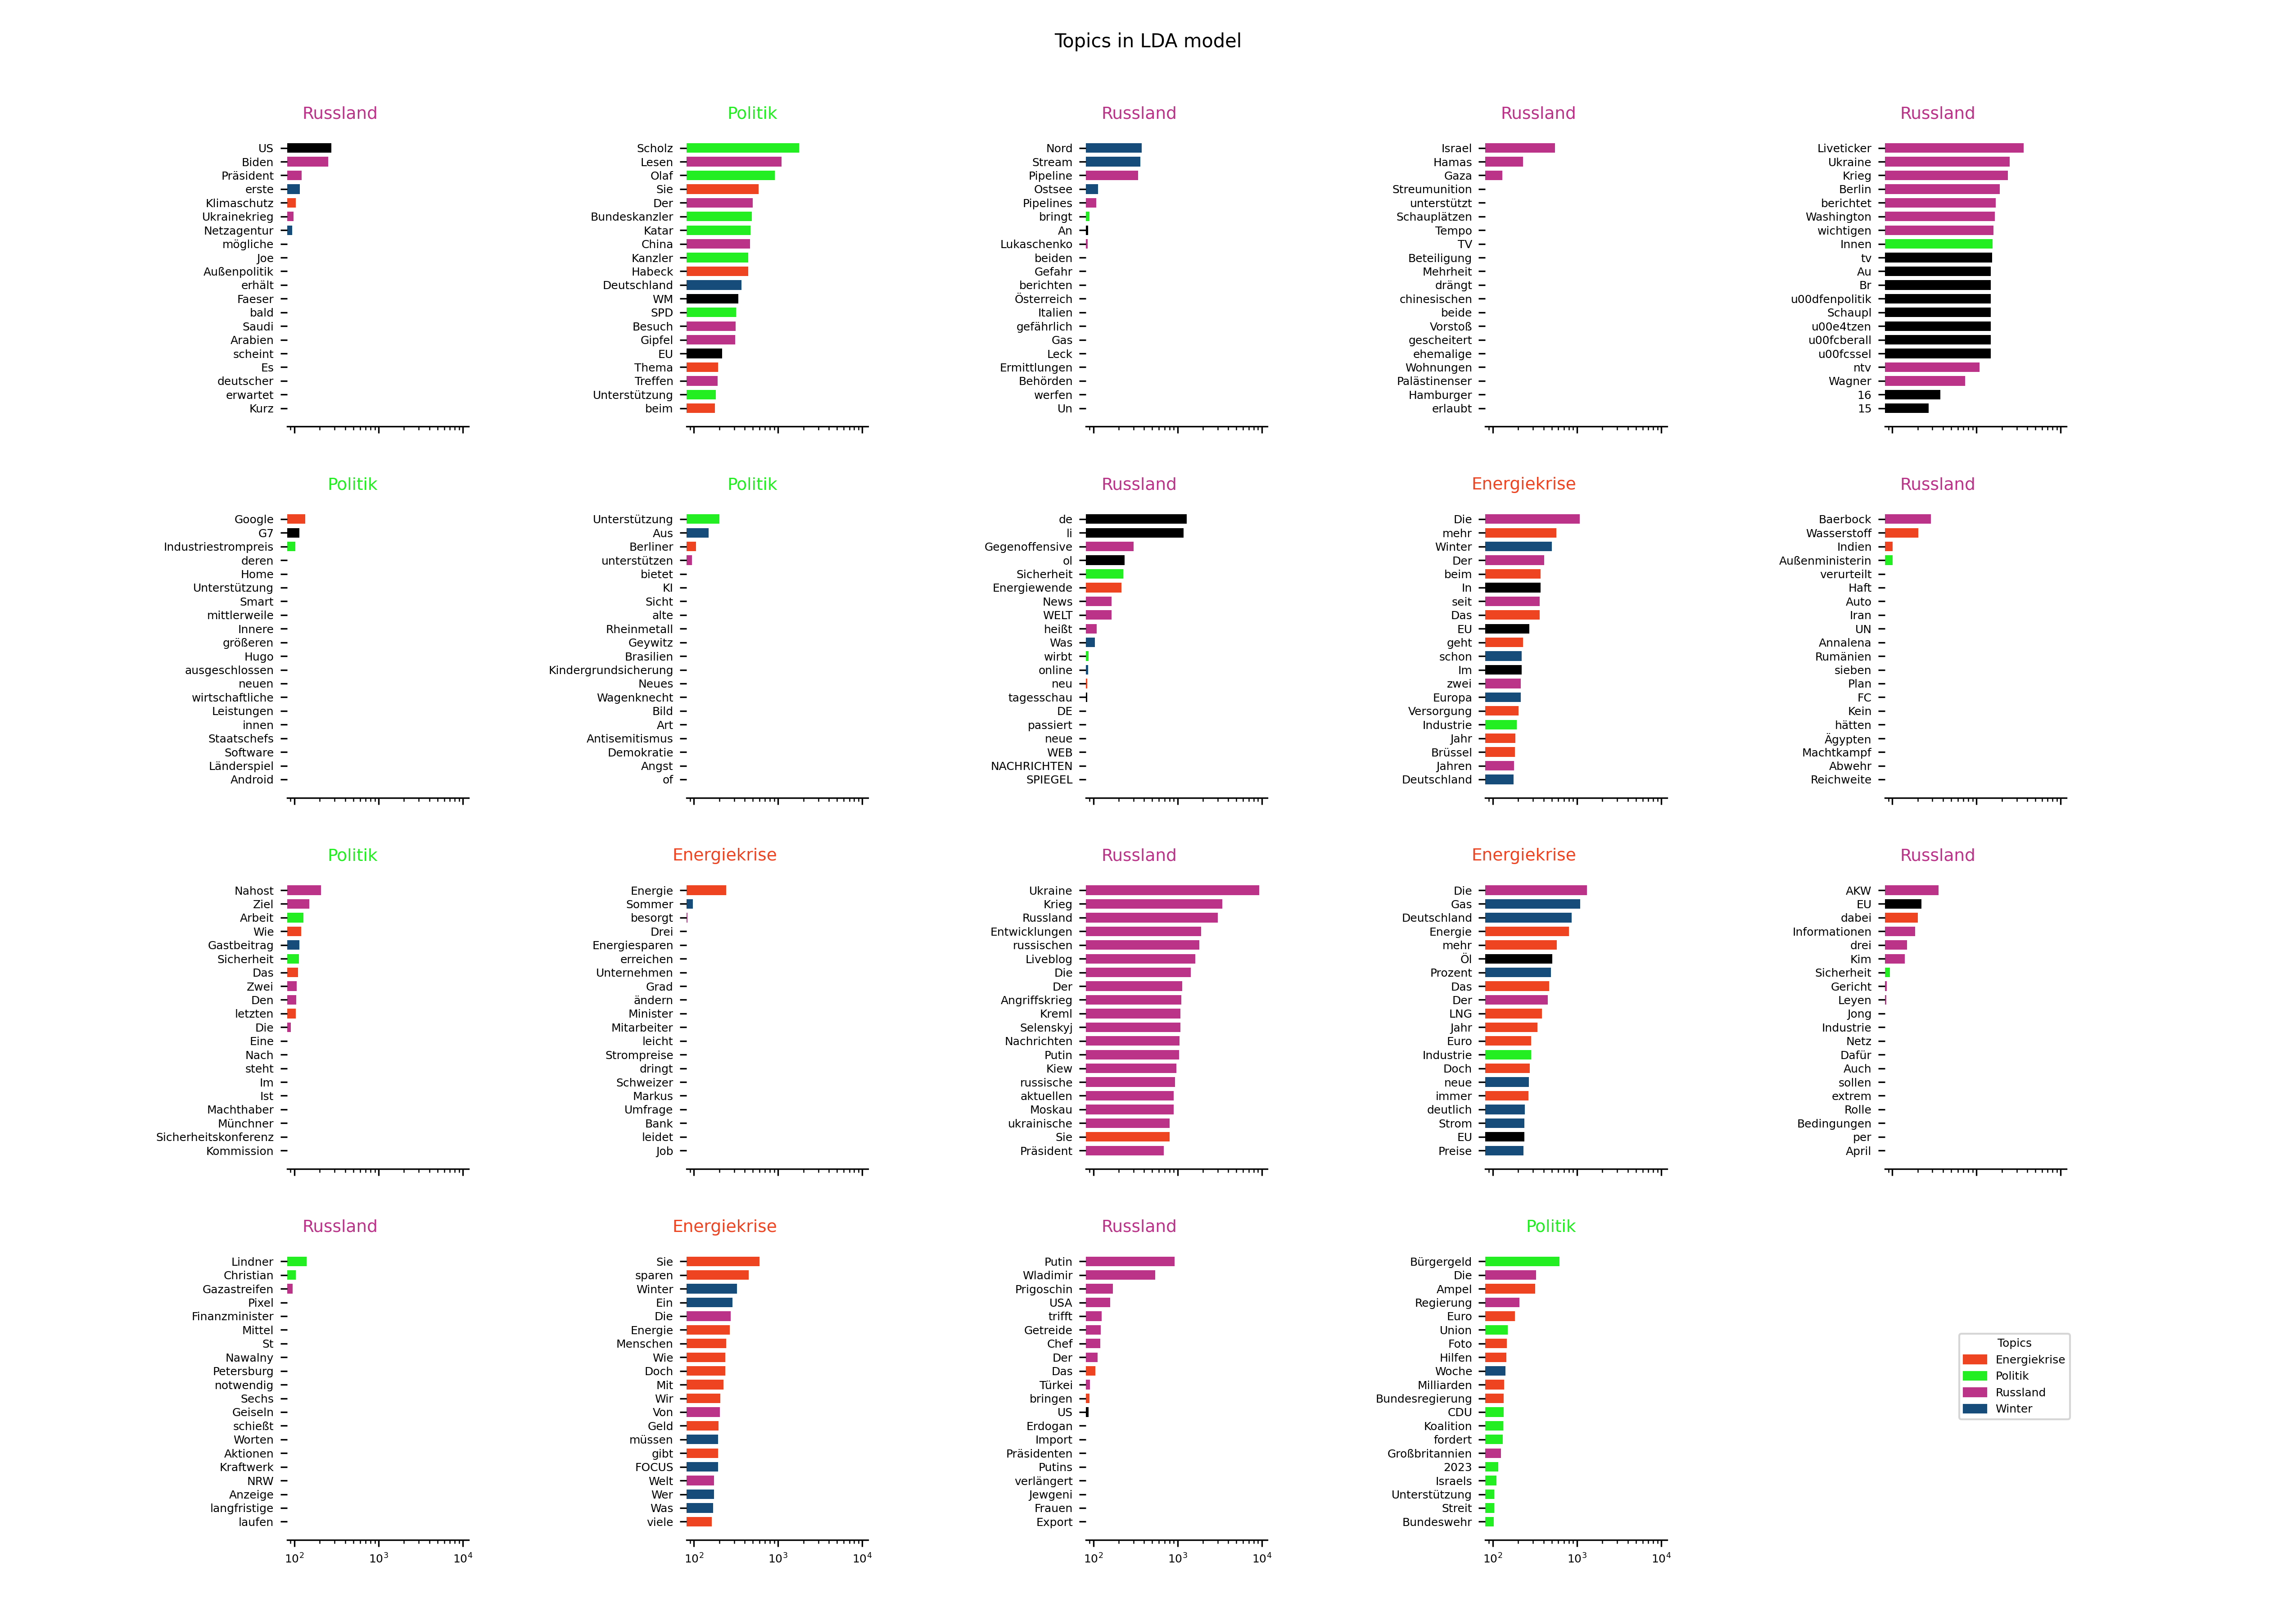 Topics in LDA model
Russland
US
Biden
Präsident
erste
Klimaschutz
Ukrainekrieg
Netzagentur
mögliche
Joe
Außenpolitik
erhält
Faeser
bald
Saudi
Arabien
scheint
Es
deutscher
erwartet
Kurz
Politik
Scholz
Lesen
Olaf
Sie
Der
Bundeskanzler
Katar
China
Kanzler
Habeck
Deutschland
WM
SPD
Besuch
Gipfel
EU
Thema
Treffen
Unterstützung
beim
Russland
Nord
Stream
Pipeline
Ostsee
Pipelines
bringt
An
Lukaschenko
beiden
Gefahr
berichten
Österreich
Italien
gefährlich
Gas
Leck
Ermittlungen
Behörden
werfen
Un
Russland
Israel
Hamas
Gaza
Streumunition
unterstützt
Schauplätzen
Tempo
TV
Beteiligung
Mehrheit
drängt
chinesischen
beide
Vorstoß
gescheitert
ehemalige
Wohnungen
Palästinenser
Hamburger
erlaubt
Russland
Liveticker
Ukraine
Krieg
Berlin
berichtet
Washington
wichtigen
Innen
tv
Au
Br
u00dfenpolitik
Schaupl
u00e4tzen
u00fcberall
u00fcssel
ntv
Wagner
16
15
Politik
Google
G7
Industriestrompreis
deren
Home
Unterstützung
Smart
mittlerweile
Innere
größeren
Hugo
ausgeschlossen
neuen
wirtschaftliche
Leistungen
innen
Staatschefs
Software
Länderspiel
Android
Politik
Unterstützung
Aus
Berliner
unterstützen
bietet
KI
Sicht
alte
Rheinmetall
Geywitz
Brasilien
Kindergrundsicherung
Neues
Wagenknecht
Bild
Art
Antisemitismus
Demokratie
Angst
of
Russland
de
li
Gegenoffensive
ol
Sicherheit
Energiewende
News
WELT
heißt
Was
wirbt
online
neu
tagesschau
DE
passiert
neue
WEB
NACHRICHTEN
SPIEGEL
Energiekrise
Die
mehr
Winter
Der
beim
In
seit
Das
EU
geht
schon
Im
zwei
Europa
Versorgung
Industrie
Jahr
Brüssel
Jahren
Deutschland
Russland
Baerbock
Wasserstoff
Indien
Außenministerin
verurteilt
Haft
Auto
Iran
UN
Annalena
Rumänien
sieben
Plan
FC
Kein
hätten
Ägypten
Machtkampf
Abwehr
Reichweite
Politik
Nahost
Ziel
Arbeit
Wie
Gastbeitrag
Sicherheit
Das
Zwei
Den
letzten
Die
Eine
Nach
steht
Im
Ist
Machthaber
Münchner
Sicherheitskonferenz
Kommission
Energiekrise
Energie
Sommer
besorgt
Drei
Energiesparen
erreichen
Unternehmen
Grad
ändern
Minister
Mitarbeiter
leicht
Strompreise
dringt
Schweizer
Markus
Umfrage
Bank
leidet
Job
Russland
Ukraine
Krieg
Russland
Entwicklungen
russischen
Liveblog
Die
Der
Angriffskrieg
Kreml
Selenskyj
Nachrichten
Putin
Kiew
russische
aktuellen
Moskau
ukrainische
Sie
Präsident
Energiekrise
Die
Gas
Deutschland
Energie
mehr
Öl
Prozent
Das
Der
LNG
Jahr
Euro
Industrie
Doch
neue
immer
deutlich
Strom
EU
Preise
Russland
AKW
EU
dabei
Informationen
drei
Kim
Sicherheit
Gericht
Leyen
Jong
Industrie
Netz
Dafür
Auch
sollen
extrem
Rolle
Bedingungen
per
April
Russland
Lindner
Christian
Gazastreifen
Pixel
Finanzminister
Mittel
St
Nawalny
Petersburg
notwendig
Sechs
Geiseln
schießt
Worten
Aktionen
Kraftwerk
NRW
Anzeige
langfristige
laufen
10² 10³ 10⁴
Energiekrise
Sie
sparen
Winter
Ein
Die
Energie
Menschen
Wie
Doch
Mit
Wir
Von
Geld
müssen
gibt
FOCUS
Welt
Wer
Was
viele
10² 10³ 10⁴
Russland
Putin
Wladimir
Prigoschin
USA
trifft
Getreide
Chef
Der
Das
Türkei
bringen
US
Erdogan
Import
Präsidenten
Putins
verlängert
Jewgeni
Frauen
Export
10² 10³ 10⁴
Politik
Bürgergeld
Die
Ampel
Regierung
Euro
Union
Foto
Hilfen
Woche
Milliarden
Bundesregierung
CDU
Koalition
fordert
Großbritannien
2023
Israels
Unterstützung
Streit
Bundeswehr
10² 10³ 10⁴
Topics
Energiekrise
Politik
Russland
Winter